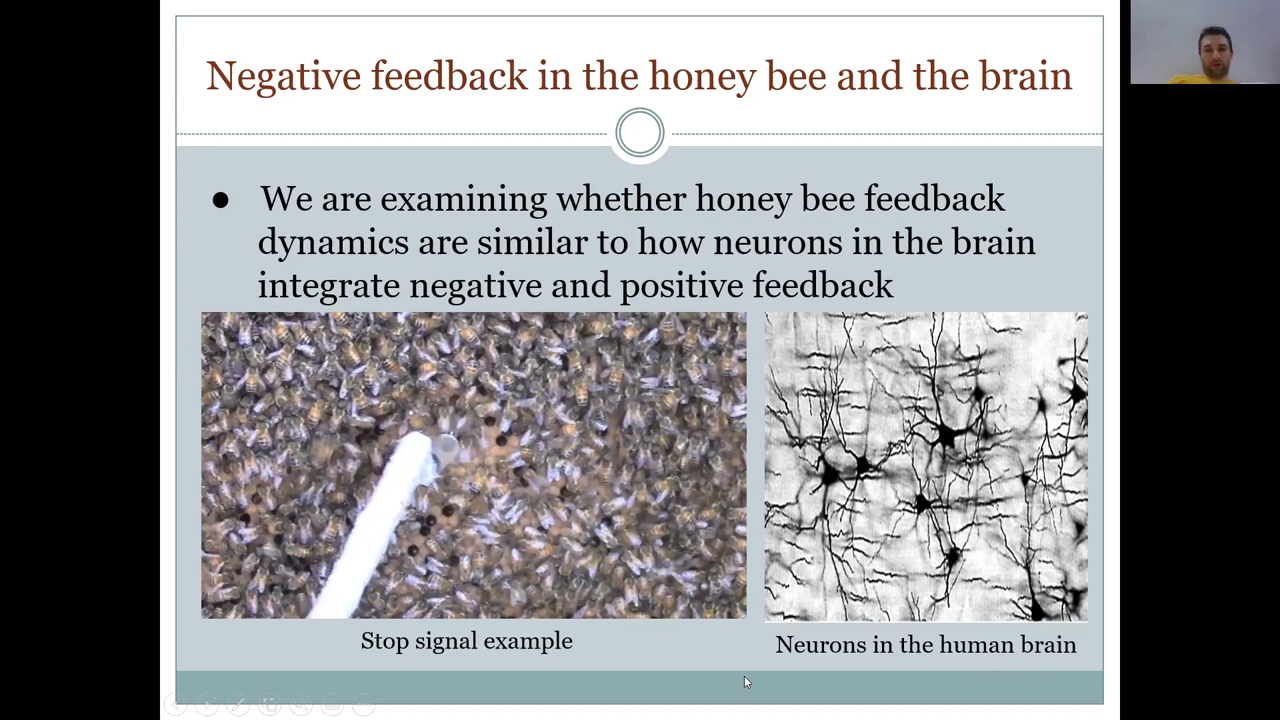 Negative feedback in the honey bee and the brain
● We are examining whether honey bee feedback
dynamics are similar to how neurons in the brain
integrate negative and positive feedback
Stop signal example
Neurons in the human brain